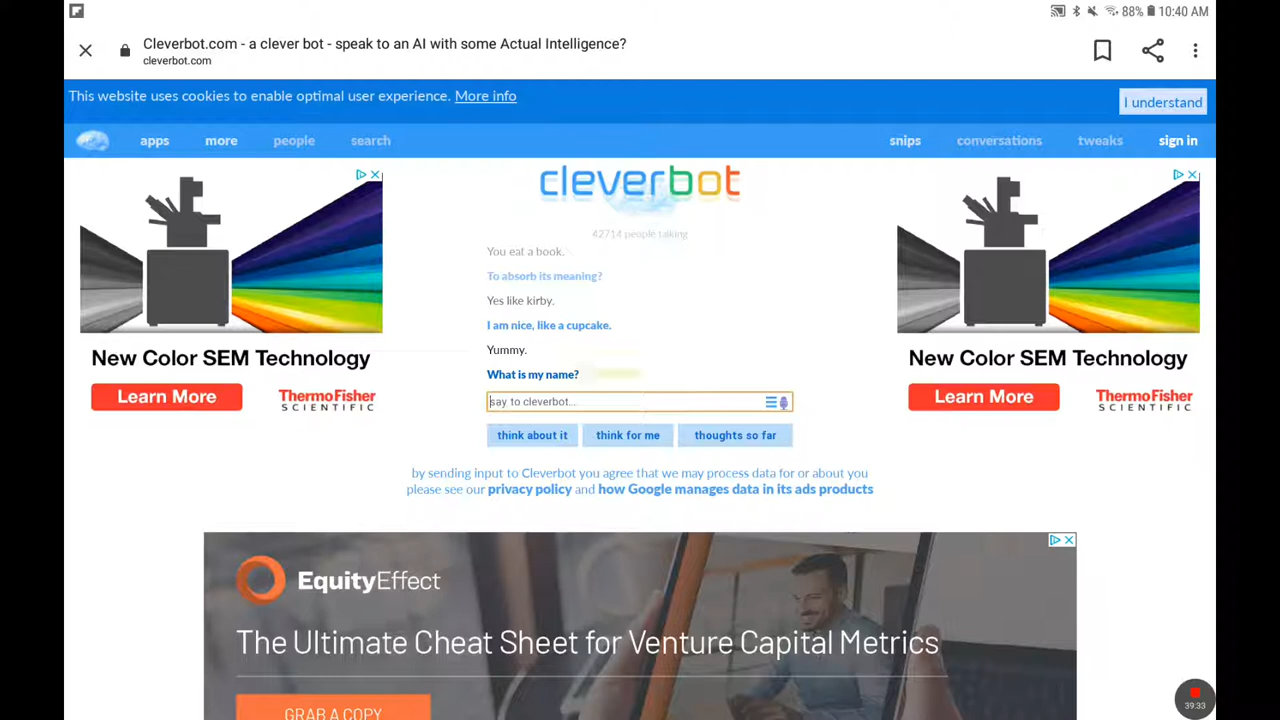 88% 10:40 AM
Cleverbot.com - a clever bot - speak to an AI with some Actual Intelligence?
cleverbot.com
This website uses cookies to enable optimal user experience. More info
I understand
apps more people search
snips conversations tweaks sign in
cleverbot
42714 people talking
You eat a book.
To absorb its meaning?
Yes like kirby.
I am nice, like a cupcake.
Yummy.
What is my name?
say to cleverbot...
think about it think for me thoughts so far
by sending input to Cleverbot you agree that we may process data for or about you
please see our privacy policy and how Google manages data in its ads products
New Color SEM Technology
Learn More
ThermoFisher
SCIENTIFIC
New Color SEM Technology
Learn More
ThermoFisher
SCIENTIFIC
EquityEffect
The Ultimate Cheat Sheet for Venture Capital Metrics
GRAB A COPY
39:33